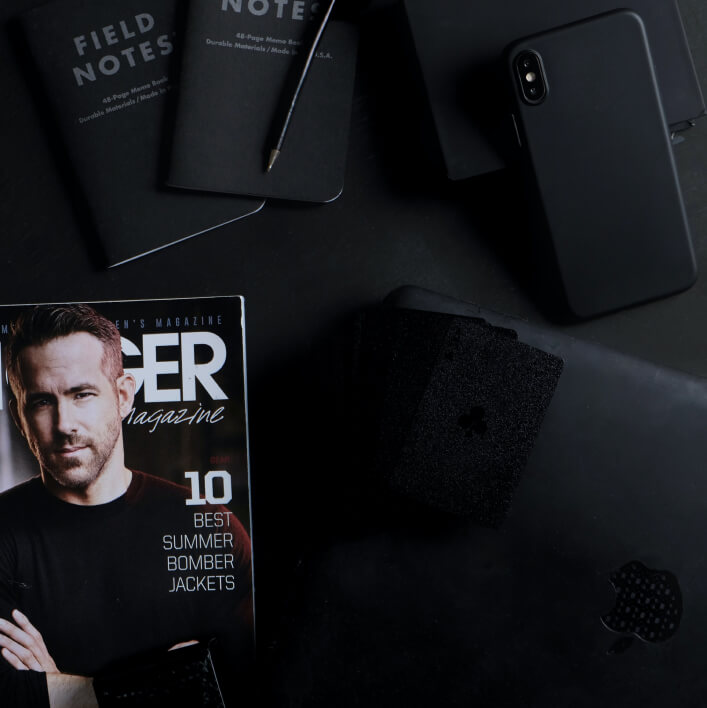 FIELD
NOTES
48-Page Memo Book
Durable Materials / Made in
NOTES
48-Page Memo Book
Durable Materials / Made in U.S.A.
EN'S MAGAZINE
GER
Magazine
10
BEST
SUMMER
BOMBER
JACKETS